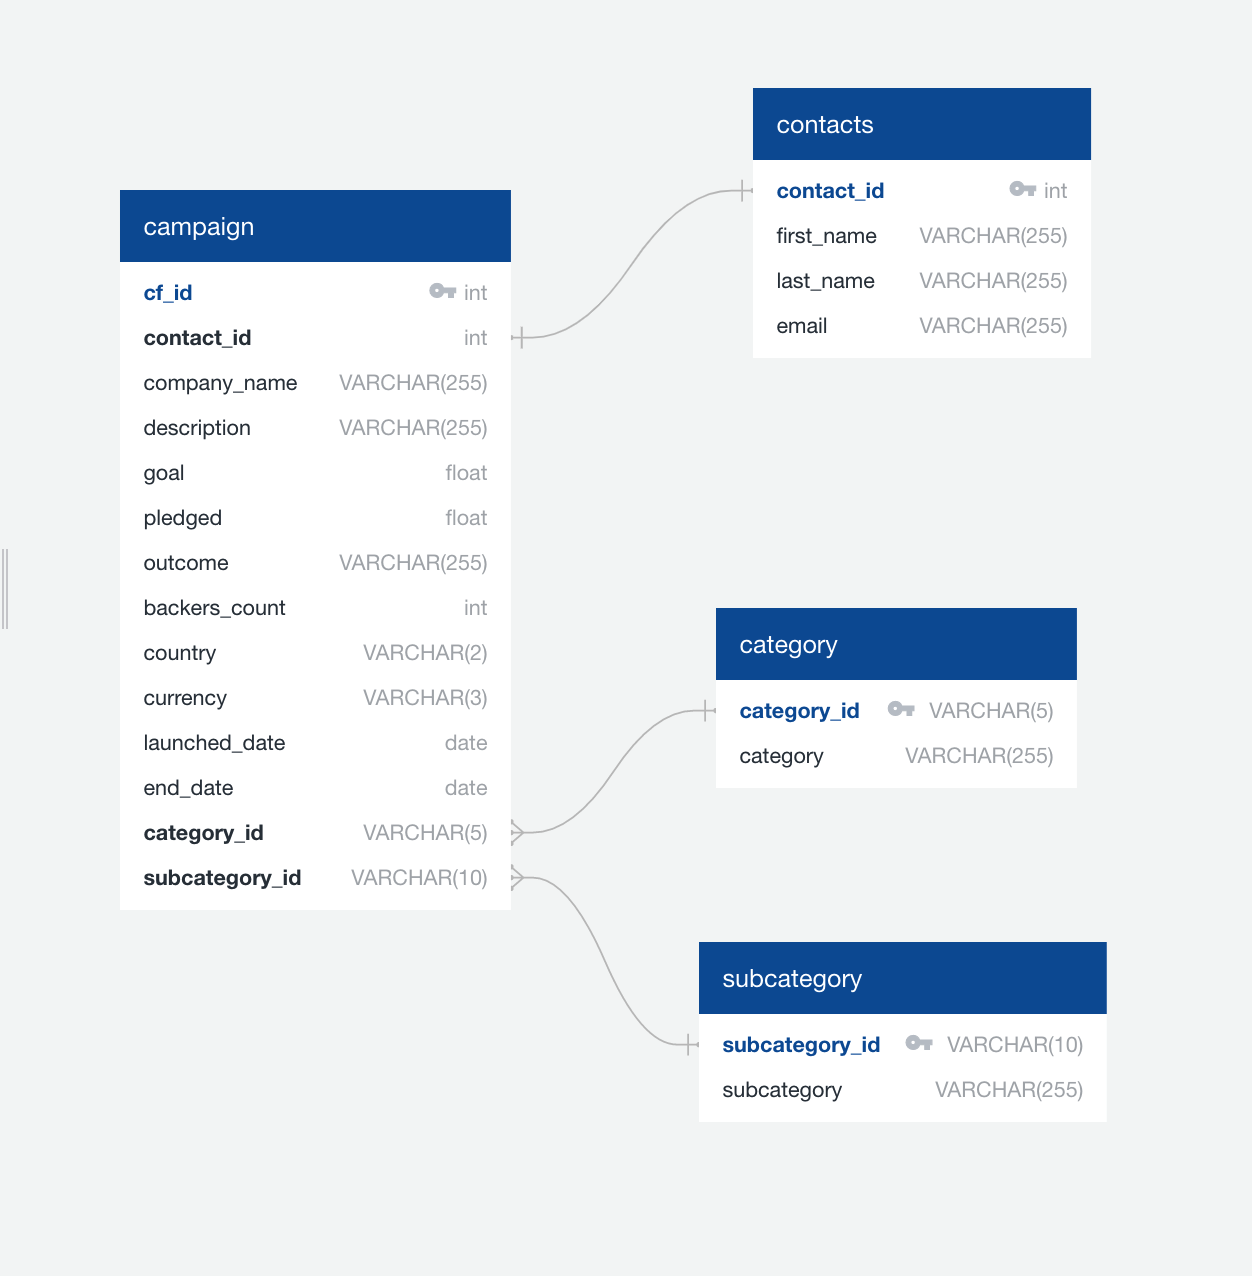 campaign
cf_id int
contact_id int
company_name VARCHAR(255)
description VARCHAR(255)
goal float
pledged float
outcome VARCHAR(255)
backers_count int
country VARCHAR(2)
currency VARCHAR(3)
launched_date date
end_date date
category_id VARCHAR(5)
subcategory_id VARCHAR(10)
contacts
contact_id int
first_name VARCHAR(255)
last_name VARCHAR(255)
email VARCHAR(255)
category
category_id VARCHAR(5)
category VARCHAR(255)
subcategory
subcategory_id VARCHAR(10)
subcategory VARCHAR(255)